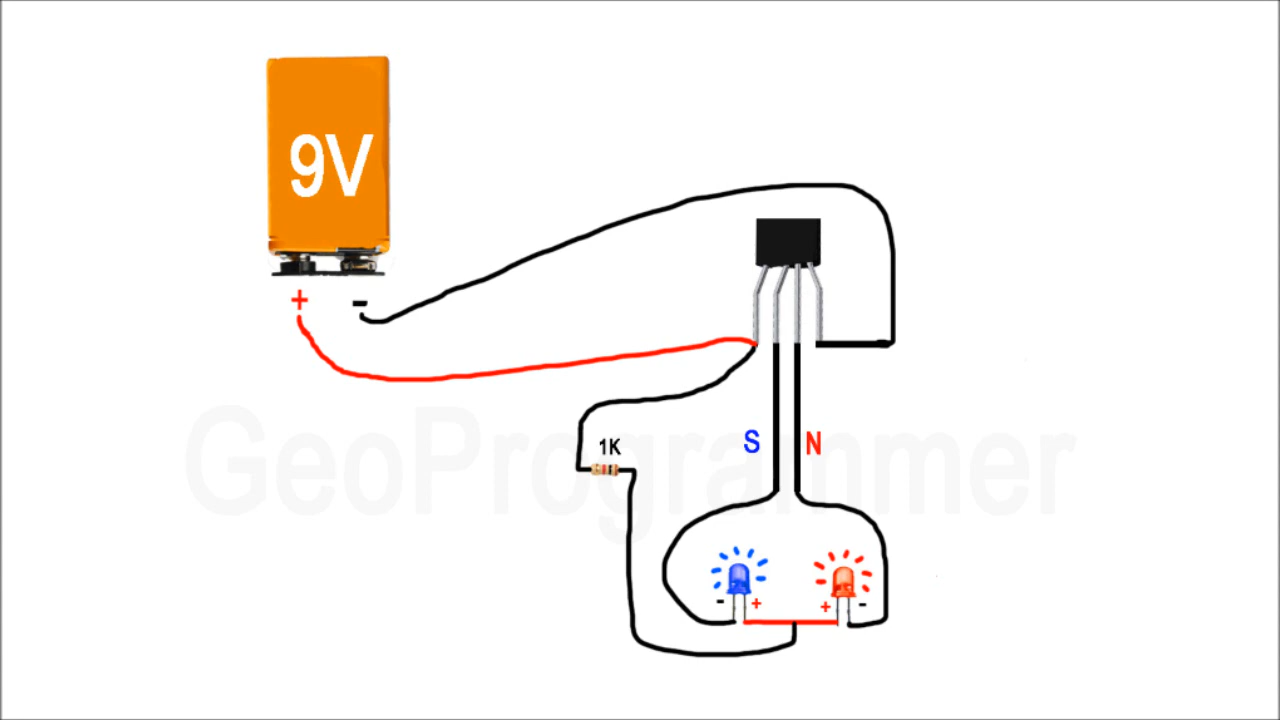 9V
+ -
1K
S N
GeoProgrammer
- + + -